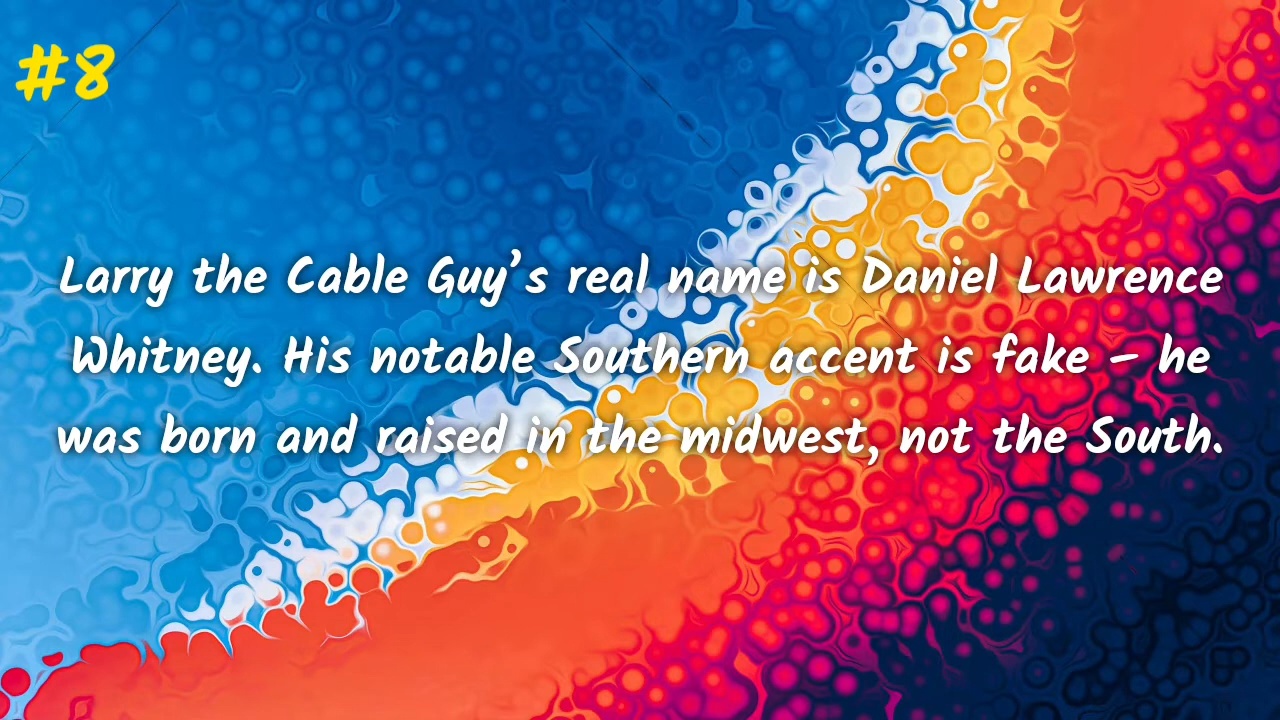 #8
Larry the Cable Guy’s real name is Daniel Lawrence
Whitney. His notable Southern accent is fake – he
was born and raised in the midwest, not the South.